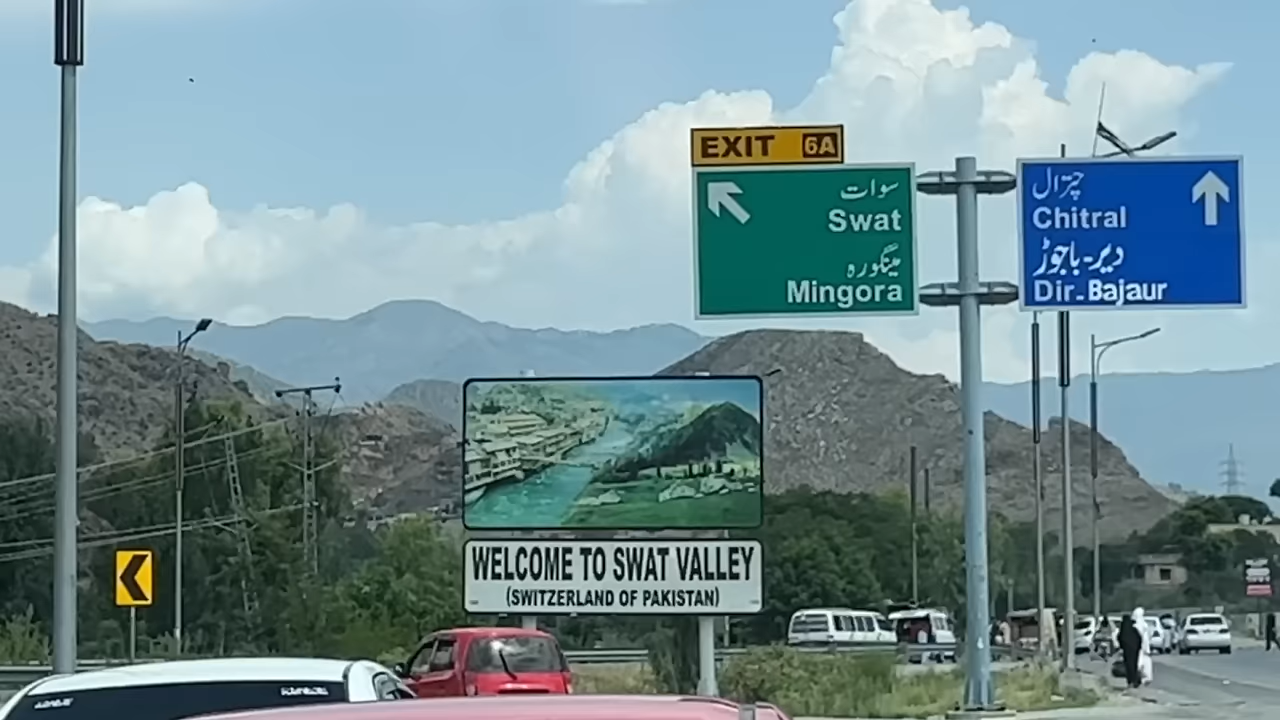 EXIT 6A
سوات
Swat
مینگورہ
Mingora
چترال
Chitral
دیر-باجوڑ
Dir-Bajaur
WELCOME TO SWAT VALLEY
(SWITZERLAND OF PAKISTAN)